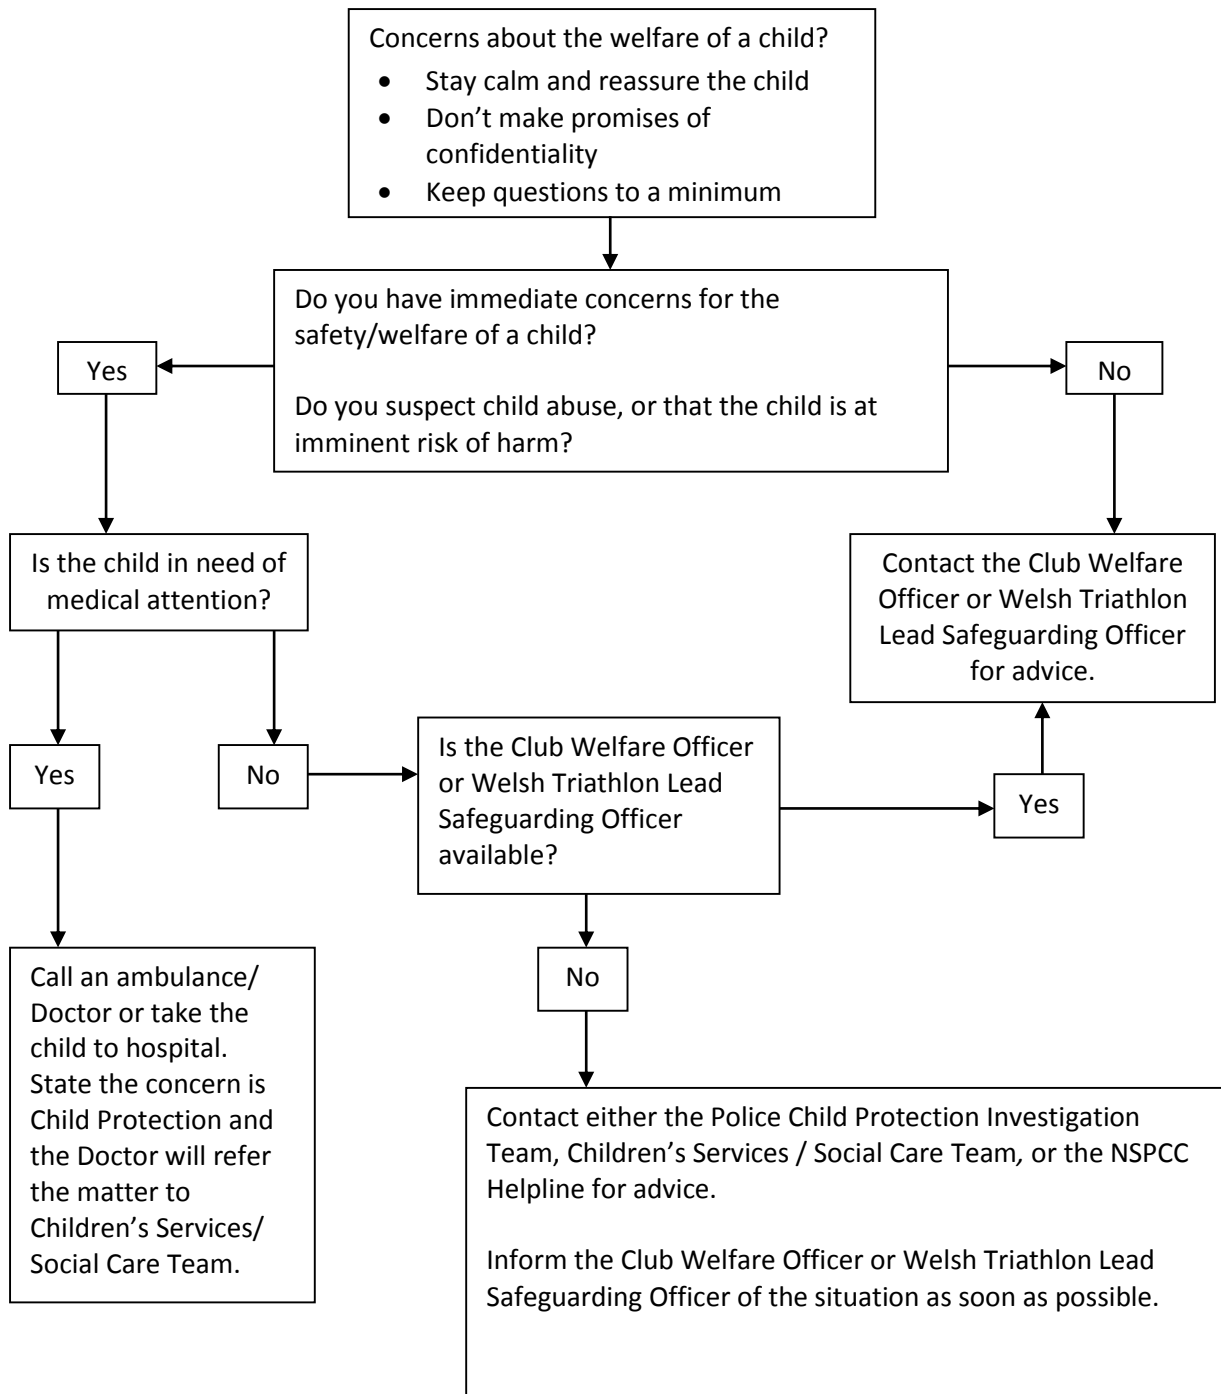 Concerns about the welfare of a child?
• Stay calm and reassure the child
• Don’t make promises of
confidentiality
• Keep questions to a minimum
Do you have immediate concerns for the
safety/welfare of a child?
Do you suspect child abuse, or that the child is at
imminent risk of harm?
Yes
No
Is the child in need of
medical attention?
Contact the Club Welfare
Officer or Welsh Triathlon
Lead Safeguarding Officer
for advice.
Yes
No
Is the Club Welfare Officer
or Welsh Triathlon Lead
Safeguarding Officer
available?
Yes
No
Call an ambulance/
Doctor or take the
child to hospital.
State the concern is
Child Protection and
the Doctor will refer
the matter to
Children’s Services/
Social Care Team.
Contact either the Police Child Protection Investigation
Team, Children’s Services / Social Care Team, or the NSPCC
Helpline for advice.
Inform the Club Welfare Officer or Welsh Triathlon Lead
Safeguarding Officer of the situation as soon as possible.